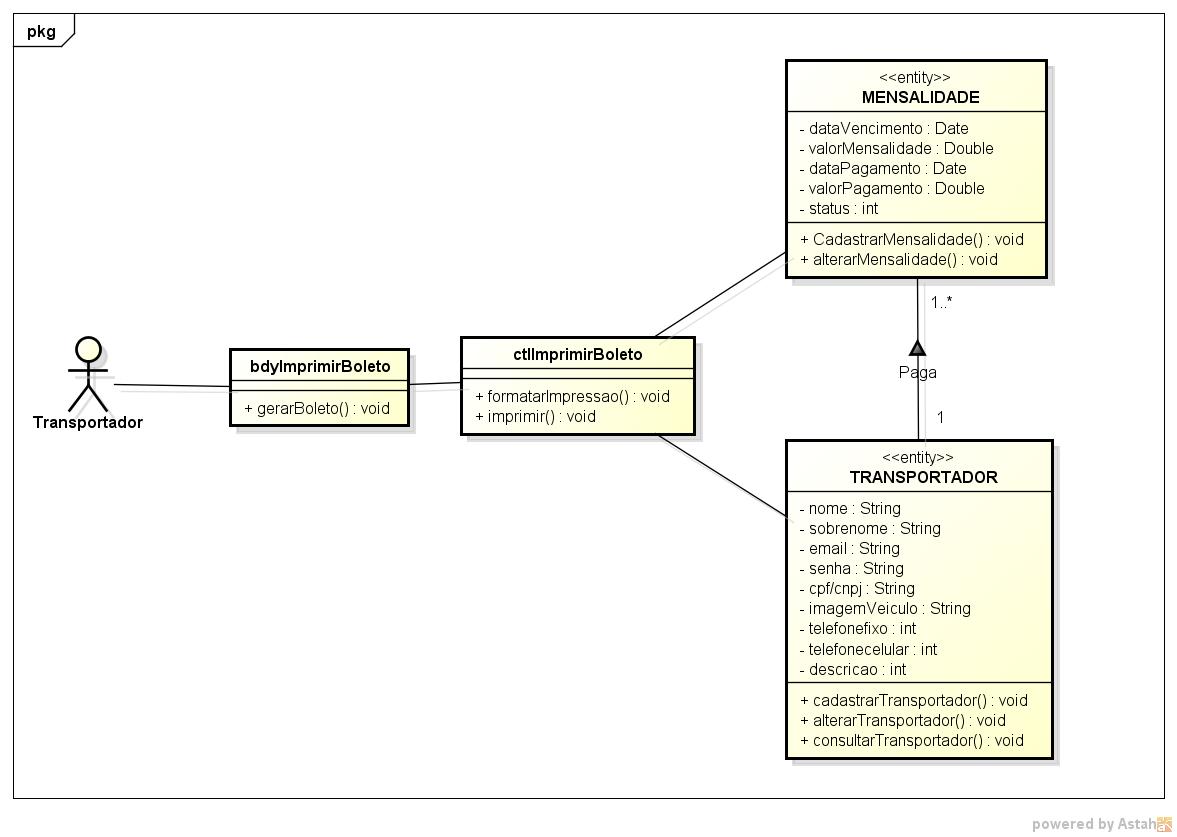 pkg
<<entity>>
MENSALIDADE
- dataVencimento : Date
- valorMensalidade : Double
- dataPagamento : Date
- valorPagamento : Double
- status : int
+ CadastrarMensalidade() : void
+ alterarMensalidade() : void
1..*
Paga
1
Transportador
bdyImprimirBoleto
+ gerarBoleto() : void
ctlImprimirBoleto
+ formatarImpressao() : void
+ imprimir() : void
<<entity>>
TRANSPORTADOR
- nome : String
- sobrenome : String
- email : String
- senha : String
- cpf/cnpj : String
- imagemVeiculo : String
- telefonefixo : int
- telefonecelular : int
- descricao : int
+ cadastrarTransportador() : void
+ alterarTransportador() : void
+ consultarTransportador() : void
powered by Astah